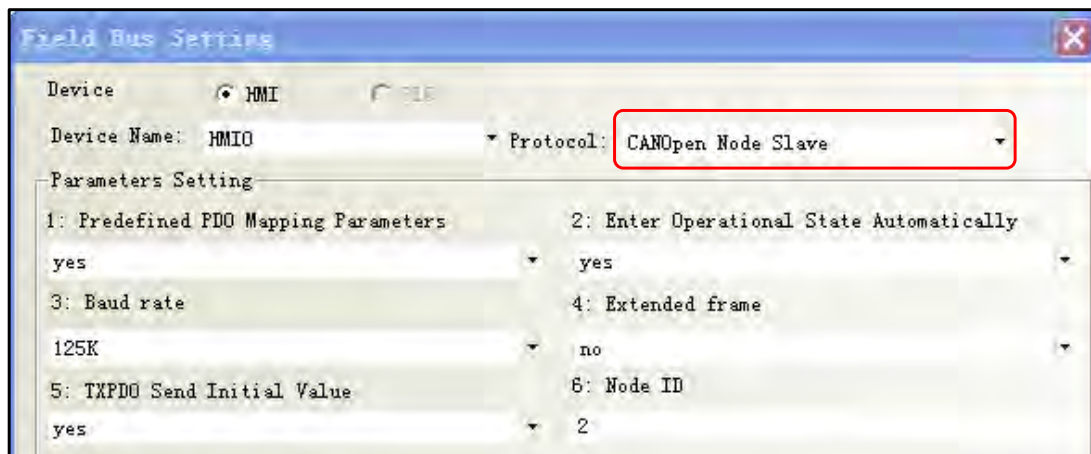 Field Bus Setting
Device HMI
Device Name: HMI0 Protocol: CANOpen Node Slave
Parameters Setting
1: Predefined PDO Mapping Parameters 2: Enter Operational State Automatically
yes yes
3: Baud rate 4: Extended frame
125K no
5: TXPDO Send Initial Value 6: Node ID
yes 2